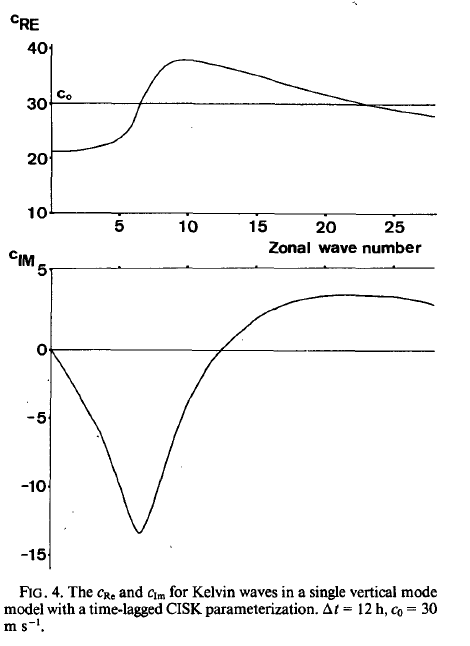 cRE
40
c₀
30
20
10
5 10 15 20 25
Zonal wave number
cIM
5
0
-5
-10
-15
FIG. 4. The cRe and cIm for Kelvin waves in a single vertical mode
model with a time-lagged CISK parameterization. Δt = 12 h, c₀ = 30
m s⁻¹.